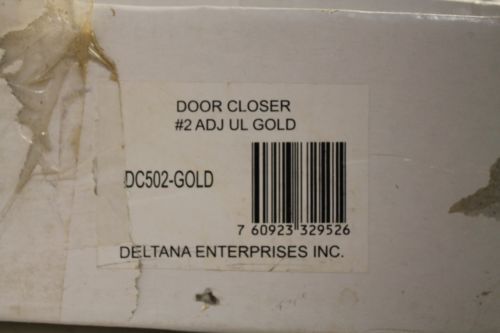 DOOR CLOSER
#2 ADJ UL GOLD
DC502-GOLD
7 60923 329526
DELTANA ENTERPRISES INC.